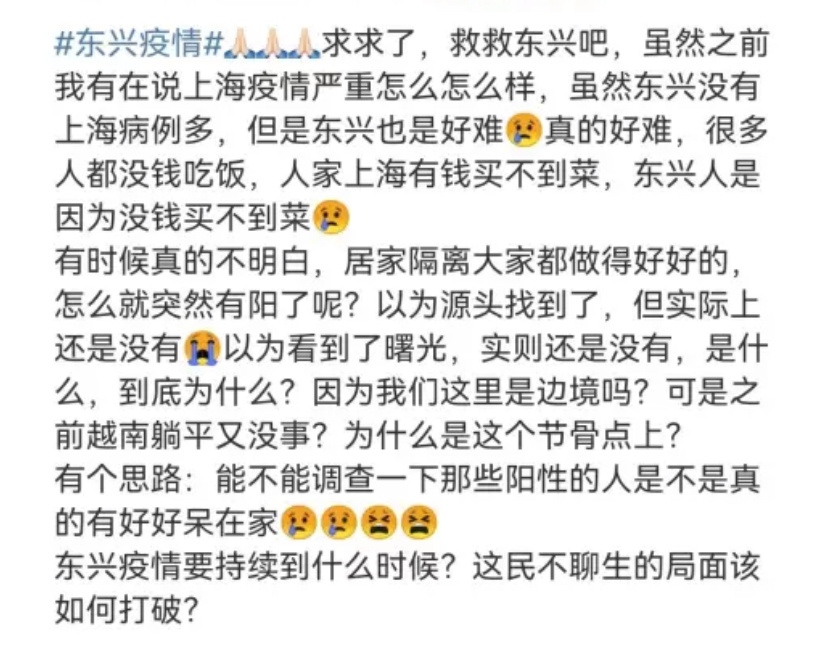 #东兴疫情#🙏🏻🙏🏻🙏🏻求求了，救救东兴吧，虽然之前
我有在说上海疫情严重怎么怎么样，虽然东兴没有
上海病例多，但是东兴也是好难😢真的好难，很多
人都没钱吃饭，人家上海有钱买不到菜，东兴人是
因为没钱买不到菜😢
有时候真的不明白，居家隔离大家都做得好好的，
怎么就突然有阳了呢？以为源头找到了，但实际上
还是没有😭以为看到了曙光，实则还是没有，是什
么，到底为什么？因为我们这里是边境吗？可是之
前越南躺平又没事？为什么是这个节骨点上？
有个思路：能不能调查一下那些阳性的人是不是真
的有好好呆在家😢😢😫😫
东兴疫情要持续到什么时候？这民不聊生的局面该
如何打破？